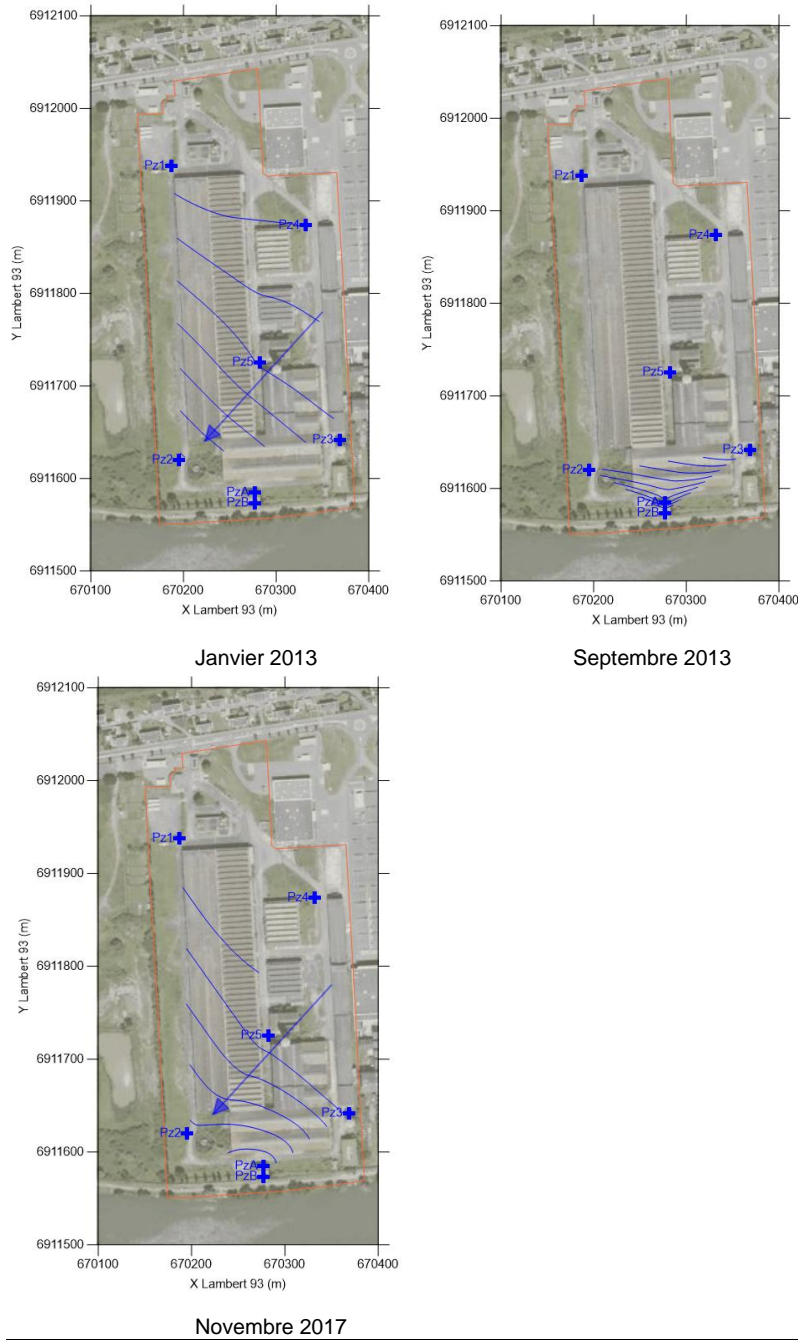 6912100
6912000
6911900
6911800
6911700
6911600
6911500
Y Lambert 93 (m)
Pz1
Pz4
Pz5
Pz3
Pz2
PzA
PzB
670100 670200 670300 670400
X Lambert 93 (m)
Janvier 2013
6912100
6912000
6911900
6911800
6911700
6911600
6911500
Y Lambert 93 (m)
Pz1
Pz4
Pz5
Pz3
Pz2
PzA
PzB
670100 670200 670300 670400
X Lambert 93 (m)
Septembre 2013
6912100
6912000
6911900
6911800
6911700
6911600
6911500
Y Lambert 93 (m)
Pz1
Pz4
Pz5
Pz3
Pz2
PzA
PzB
670100 670200 670300 670400
X Lambert 93 (m)
Novembre 2017